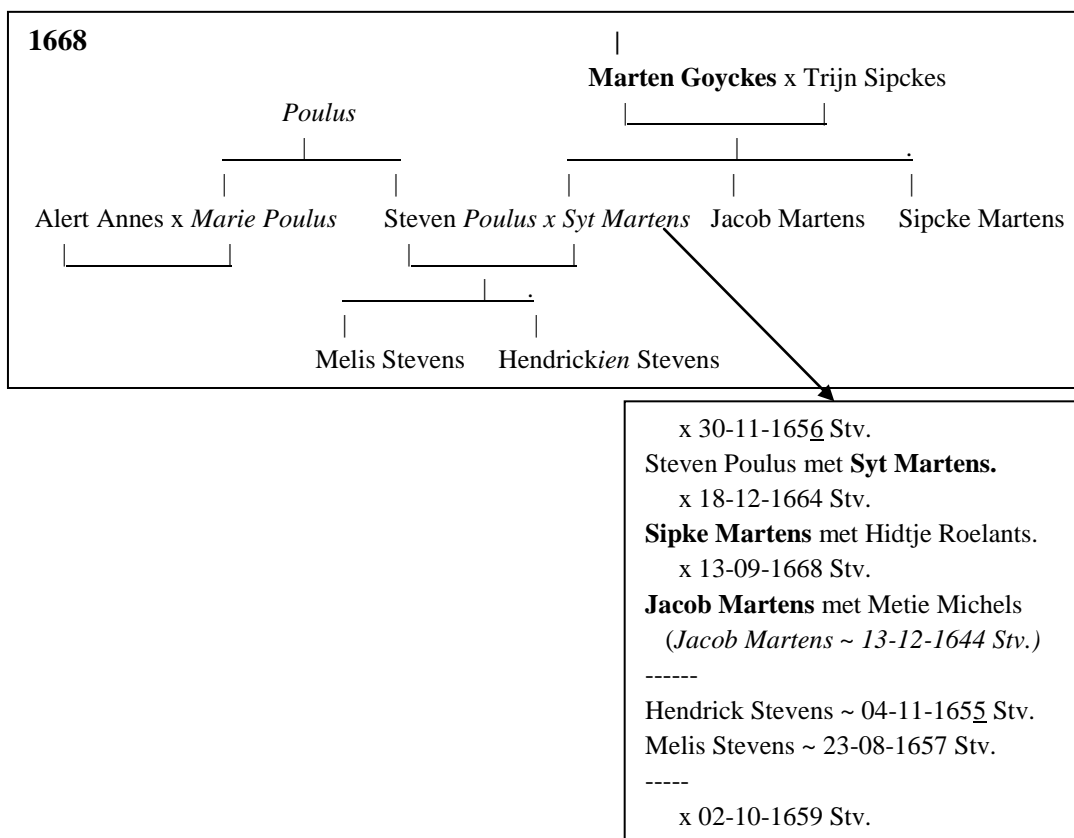 1668
Marten Goyckes x Trijn Sipckes
Poulus
Alert Annes x Marie Poulus Steven Poulus x Syt Martens Jacob Martens Sipcke Martens
Melis Stevens Hendrickien Stevens
x 30-11-1656 Stv.
Steven Poulus met Syt Martens.
x 18-12-1664 Stv.
Sipke Martens met Hidtje Roelants.
x 13-09-1668 Stv.
Jacob Martens met Metie Michels
(Jacob Martens ~ 13-12-1644 Stv.)
------
Hendrick Stevens ~ 04-11-1655 Stv.
Melis Stevens ~ 23-08-1657 Stv.
-----
x 02-10-1659 Stv.